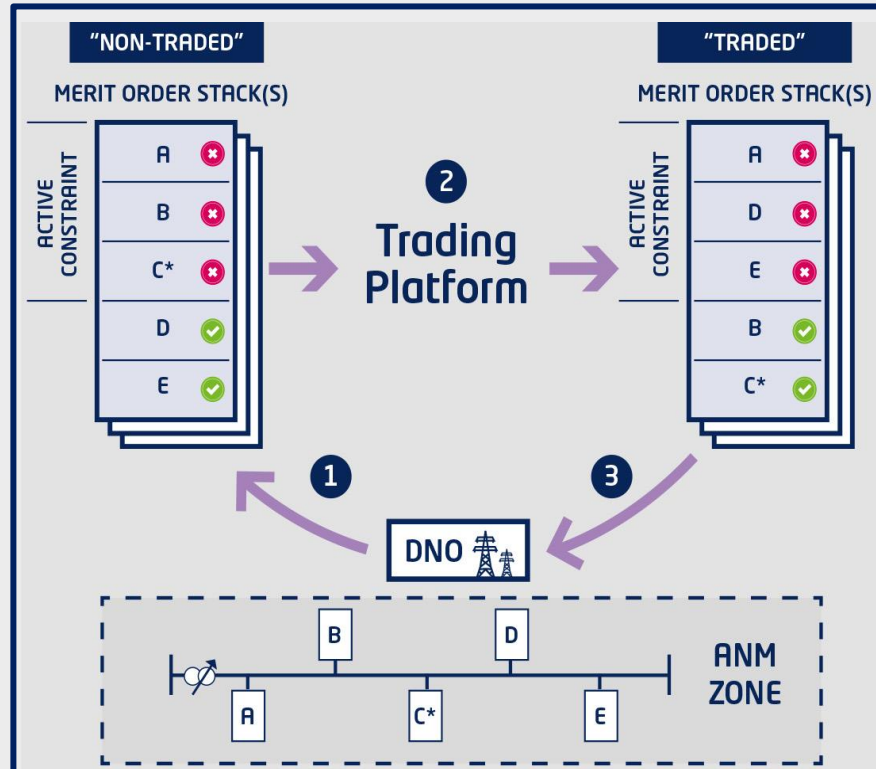 "NON-TRADED"
MERIT ORDER STACK(S)
ACTIVE
CONSTRAINT
A
B
C*
D
E
2
Trading
Platform
"TRADED"
MERIT ORDER STACK(S)
ACTIVE
CONSTRAINT
A
D
E
B
C*
1
3
DNO
B
D
A
C*
E
ANM
ZONE